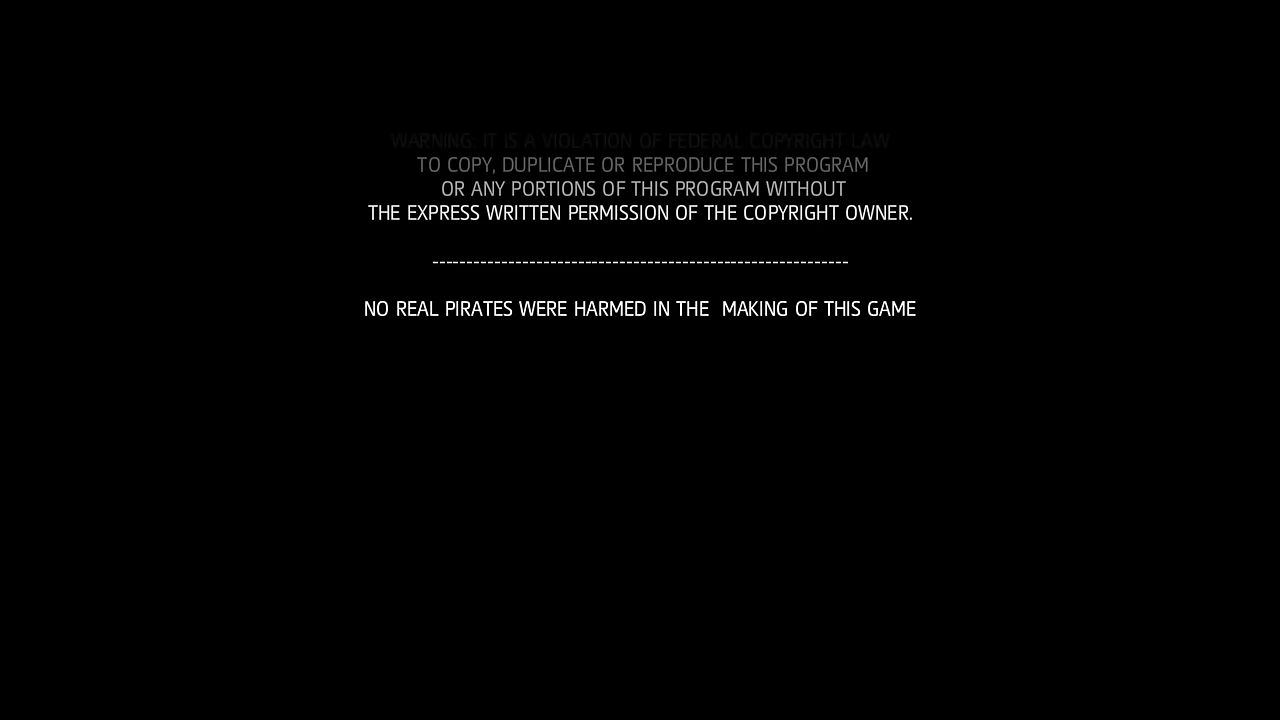 WARNING: IT IS A VIOLATION OF FEDERAL COPYRIGHT LAW
TO COPY, DUPLICATE OR REPRODUCE THIS PROGRAM
OR ANY PORTIONS OF THIS PROGRAM WITHOUT
THE EXPRESS WRITTEN PERMISSION OF THE COPYRIGHT OWNER.
------------------------------------------------------------
NO REAL PIRATES WERE HARMED IN THE  MAKING OF THIS GAME